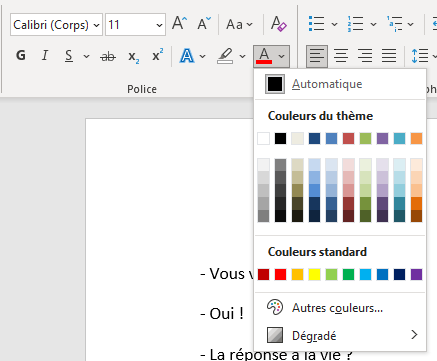 Calibri (Corps) 11 A A Aa A
G I S ab x₂ x² A A
Police
Automatique
Couleurs du thème
Couleurs standard
- Vous v
Autres couleurs...
- Oui !
Dégradé
- La réponse à la vie ?